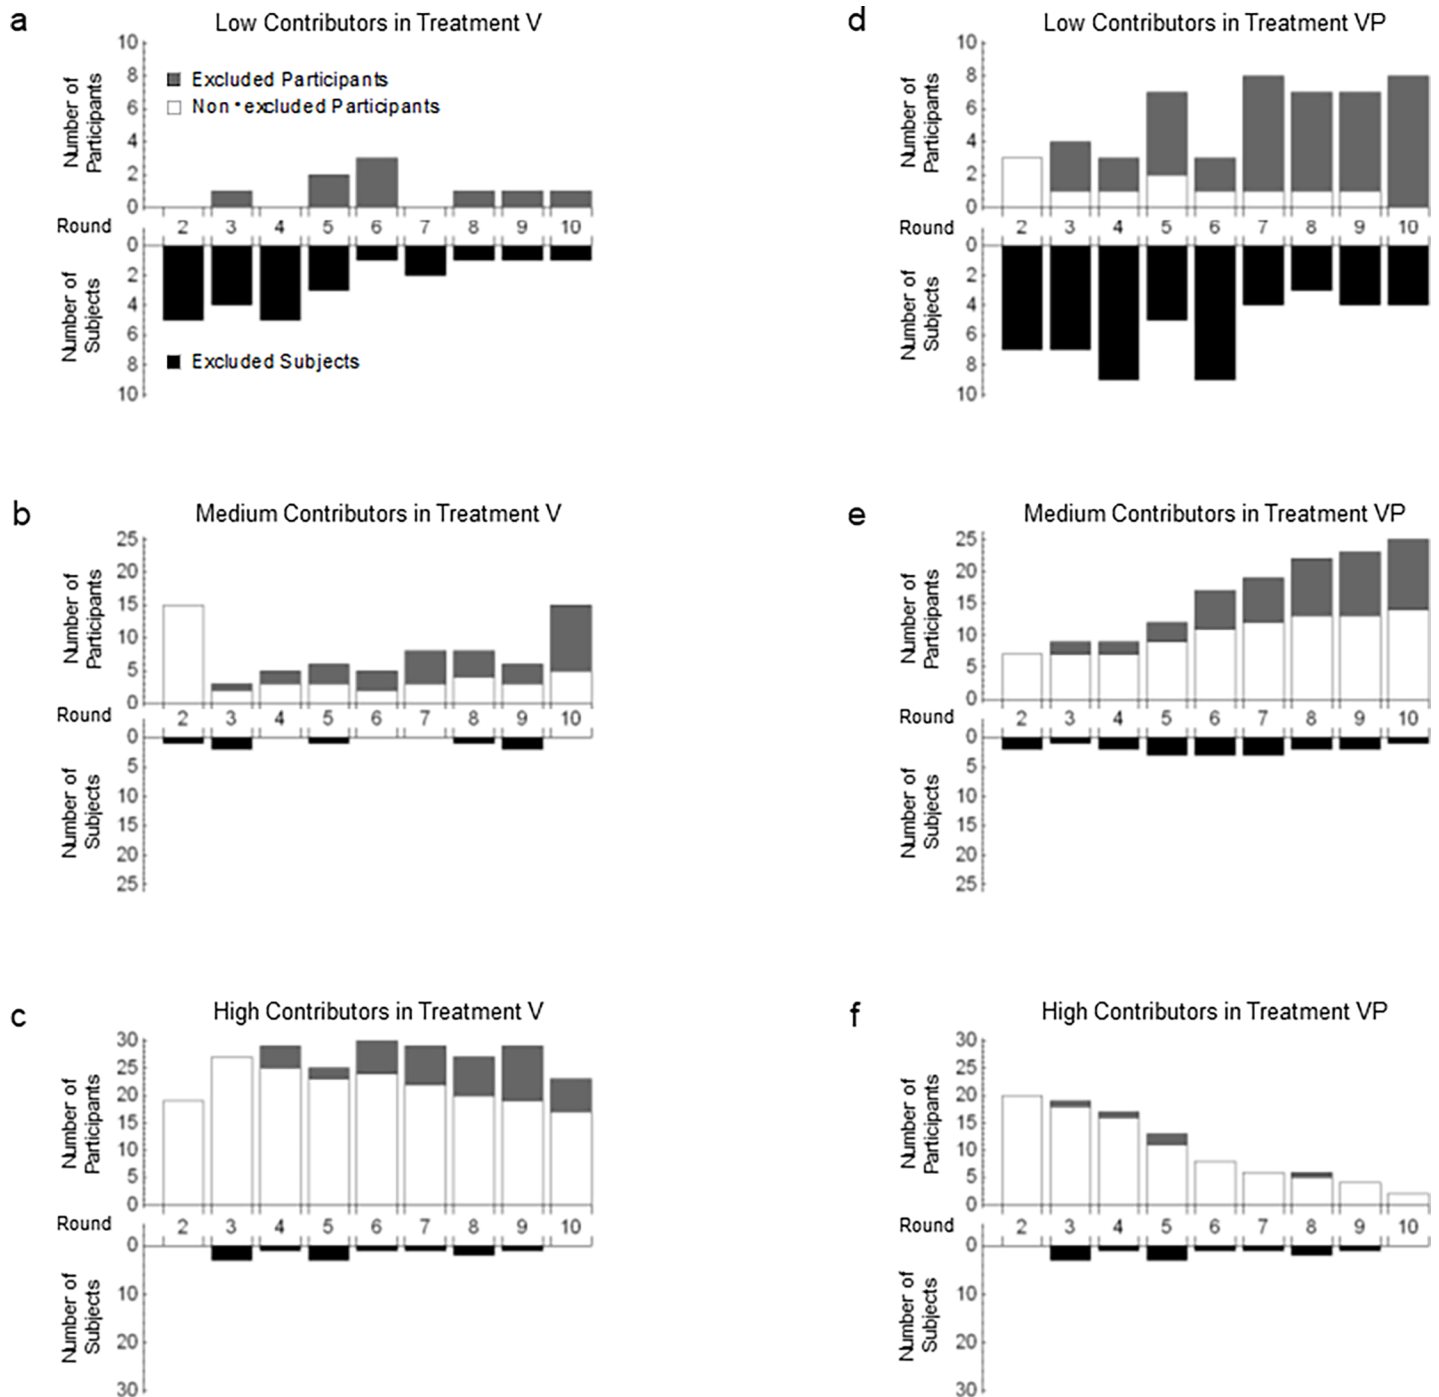 a
Low Contributors in Treatment V
10
8
6
4
2
0
Number of
Participants
Excluded Participants
Non・excluded Participants
Round
2 3 4 5 6 7 8 9 10
0
2
4
6
8
10
Number of
Subjects
Excluded Subjects
d
Low Contributors in Treatment VP
10
8
6
4
2
0
Number of
Participants
Round
2 3 4 5 6 7 8 9 10
0
2
4
6
8
10
Number of
Subjects
b
Medium Contributors in Treatment V
25
20
15
10
5
0
Number of
Participants
Round
2 3 4 5 6 7 8 9 10
0
5
10
15
20
25
Number of
Subjects
e
Medium Contributors in Treatment VP
25
20
15
10
5
0
Number of
Participants
Round
2 3 4 5 6 7 8 9 10
0
5
10
15
20
25
Number of
Subjects
c
High Contributors in Treatment V
30
25
20
15
10
5
0
Number of
Participants
Round
2 3 4 5 6 7 8 9 10
0
10
20
30
Number of
Subjects
f
High Contributors in Treatment VP
30
25
20
15
10
5
0
Number of
Participants
Round
2 3 4 5 6 7 8 9 10
0
10
20
30
Number of
Subjects